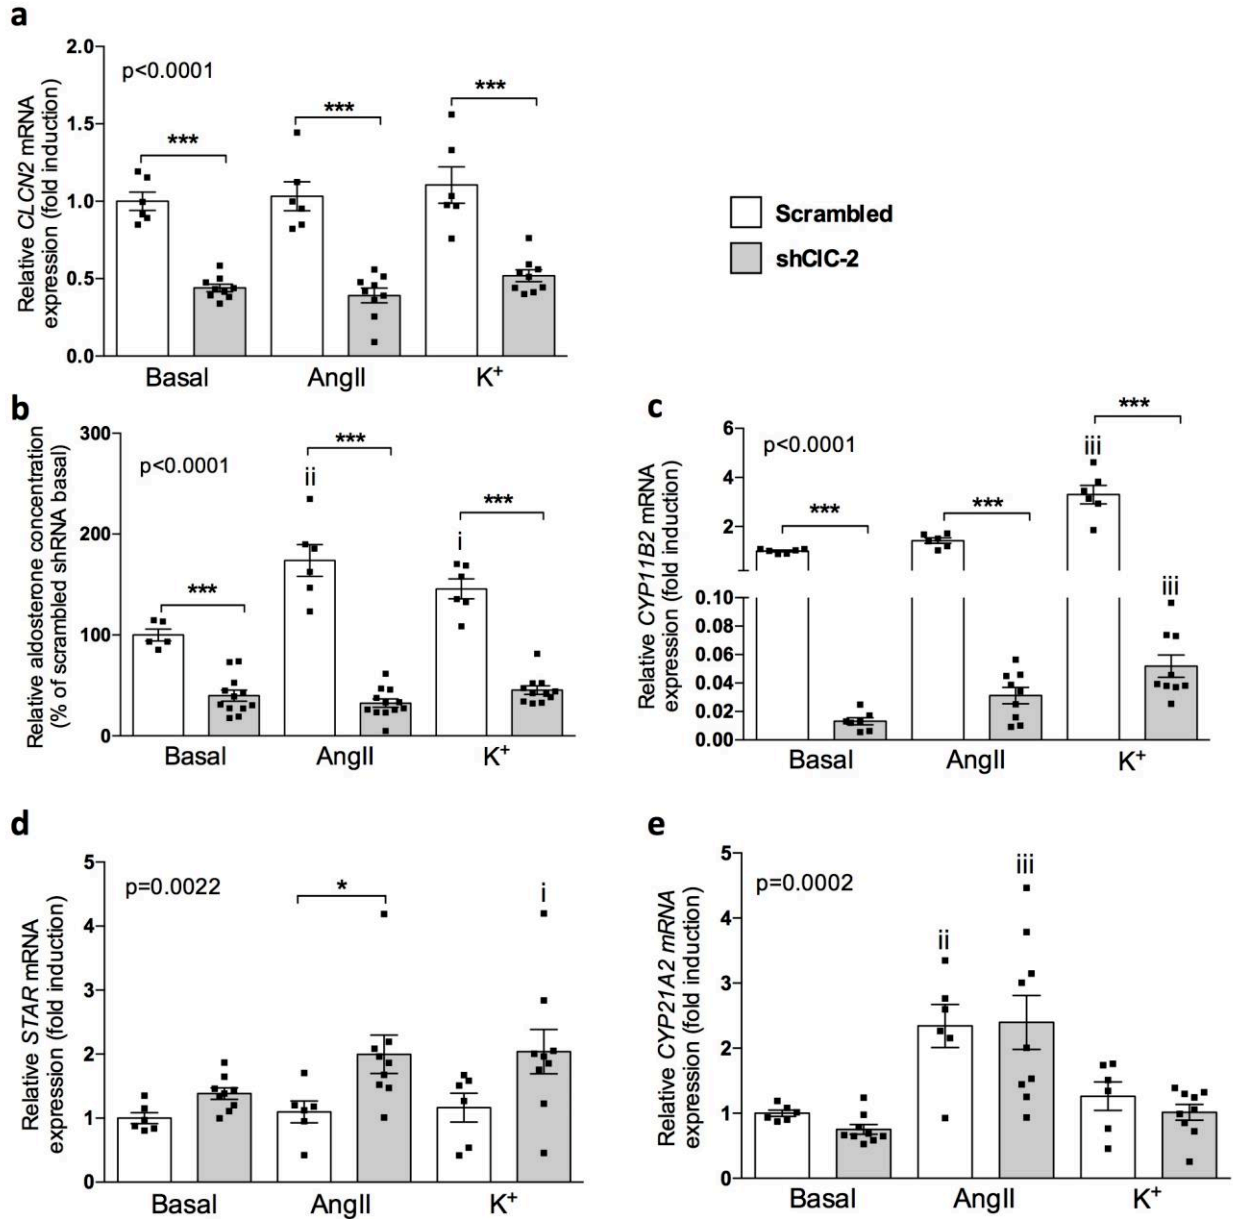 a
Relative CLCN2 mRNA
expression (fold induction)
2.0
1.5
1.0
0.5
0.0
p<0.0001
***
***
***
Basal
AngII
K+
Scrambled
shClC-2
b
Relative aldosterone concentration
(% of scrambled shRNA basal)
300
200
100
0
p<0.0001
***
ii
***
i
***
Basal
AngII
K+
c
Relative CYP11B2 mRNA
expression (fold induction)
6
4
2
0.10
0.08
0.06
0.04
0.02
0.00
p<0.0001
***
***
iii
***
iii
Basal
AngII
K+
d
Relative STAR mRNA
expression (fold induction)
5
4
3
2
1
0
p=0.0022
*
i
Basal
AngII
K+
e
Relative CYP21A2 mRNA
expression (fold induction)
5
4
3
2
1
0
p=0.0002
ii
iii
Basal
AngII
K+